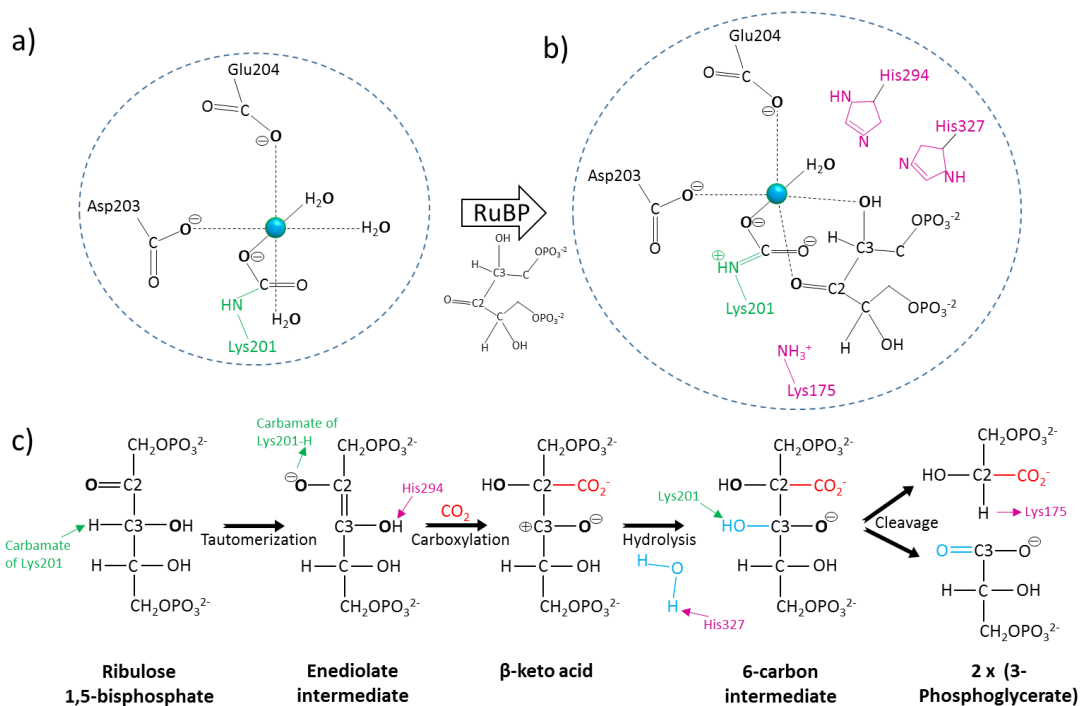 a)
Glu204
O
C
O
⊖
Asp203
O
⊖
C
O
H₂O
H₂O
O
⊖
C
O
HN
H₂O
Lys201
RuBP
OH
H
C3
C
OPO₃⁻²
O
C
OPO₃⁻²
H
OH
b)
Glu204
O
C
O
⊖
His294
HN
N
His327
N
NH
Asp203
O
⊖
C
O
H₂O
OH
O
⊖
O
⊖
C
⊕
HN
Lys201
H
C3
C
OPO₃⁻²
O
C2
C
OPO₃⁻²
H
OH
NH₃⁺
Lys175
c)
CH₂OPO₃²⁻
O=C2
H-C3-OH
H-C-OH
CH₂OPO₃²⁻
Carbamate
of Lys201
Tautomerization
Carbamate of
Lys201-H
CH₂OPO₃²⁻
⊖
O-C2
C3-OH
His294
H-C-OH
CH₂OPO₃²⁻
CO₂
Carboxylation
CH₂OPO₃²⁻
HO-C2-CO₂⁻
⊕ C3-O ⊖
H-C-OH
CH₂OPO₃²⁻
Hydrolysis
H
O
H
His327
CH₂OPO₃²⁻
HO-C2-CO₂⁻
Lys201
HO-C3-O ⊖
H-C-OH
CH₂OPO₃²⁻
Cleavage
CH₂OPO₃²⁻
HO-C-CO₂⁻
H
Lys175
O=C3-O ⊖
H-C-OH
CH₂OPO₃²⁻
Ribulose
1,5-bisphosphate
Enediolate
intermediate
β-keto acid
6-carbon
intermediate
2 x (3-
Phosphoglycerate)